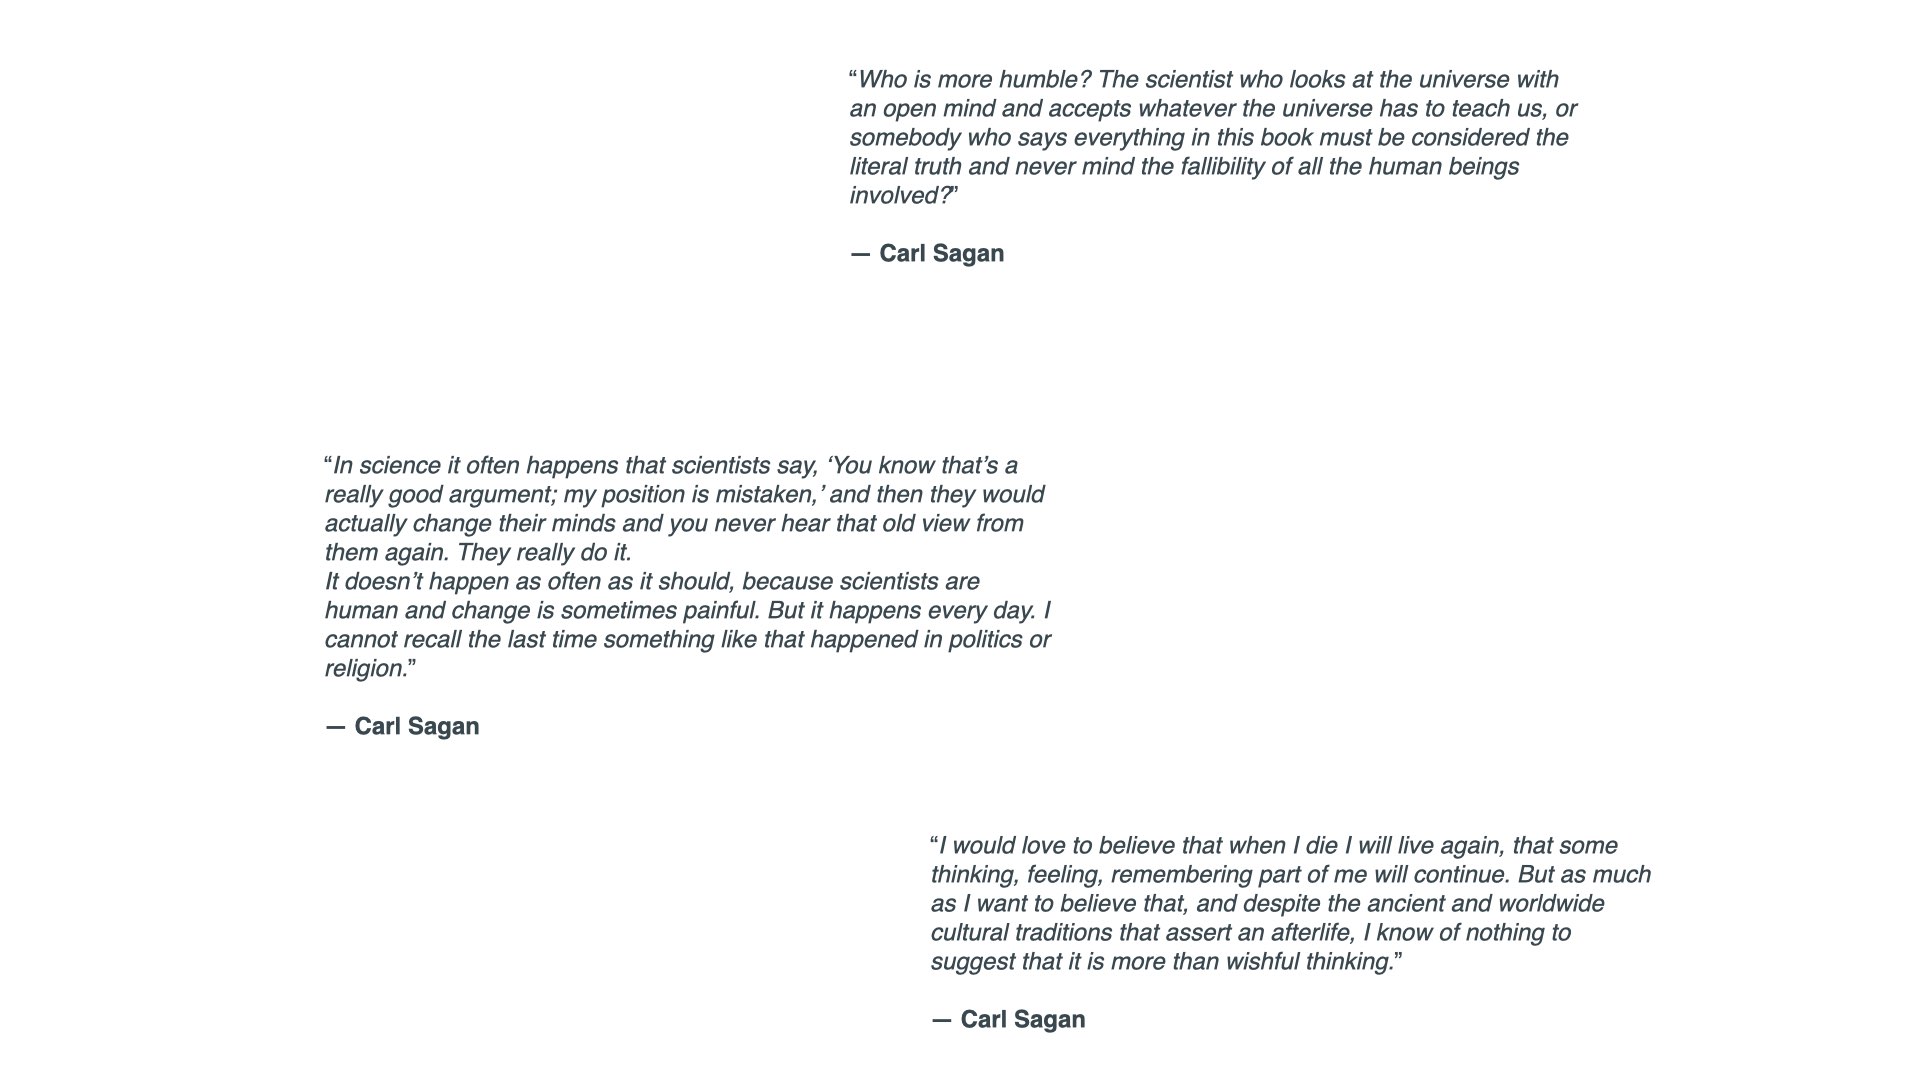 “Who is more humble? The scientist who looks at the universe with
an open mind and accepts whatever the universe has to teach us, or
somebody who says everything in this book must be considered the
literal truth and never mind the fallibility of all the human beings
involved?”
— Carl Sagan
“In science it often happens that scientists say, ‘You know that’s a
really good argument; my position is mistaken,’ and then they would
actually change their minds and you never hear that old view from
them again. They really do it.
It doesn’t happen as often as it should, because scientists are
human and change is sometimes painful. But it happens every day. I
cannot recall the last time something like that happened in politics or
religion.”
— Carl Sagan
“I would love to believe that when I die I will live again, that some
thinking, feeling, remembering part of me will continue. But as much
as I want to believe that, and despite the ancient and worldwide
cultural traditions that assert an afterlife, I know of nothing to
suggest that it is more than wishful thinking.”
— Carl Sagan